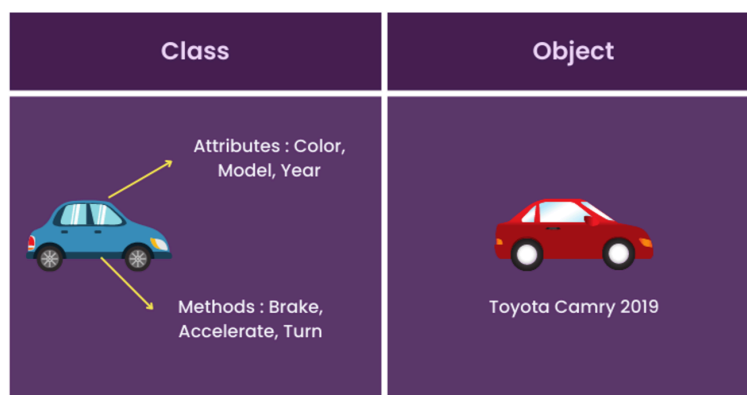 Class
Object
Attributes : Color,
Model, Year
Methods : Brake,
Accelerate, Turn
Toyota Camry 2019